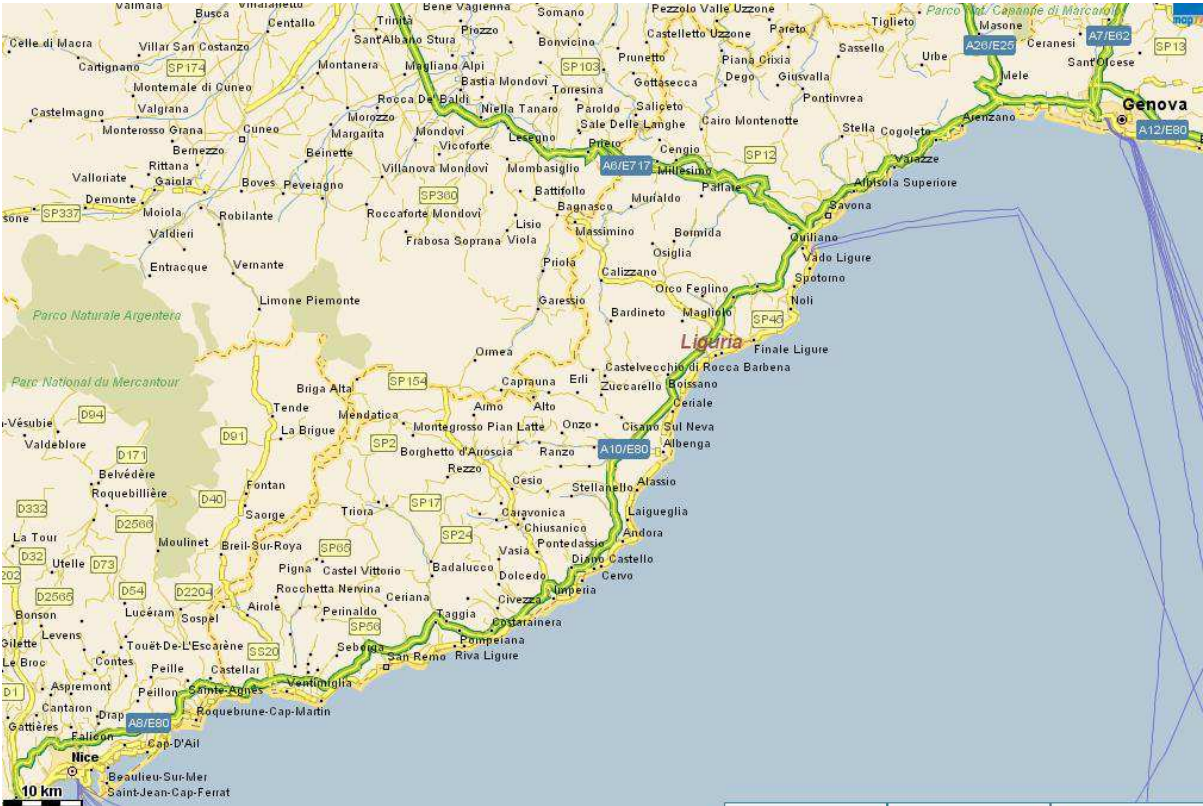 Valmala
Busca
Villafalletto
Centallo
Trinità
Bene Vagienna
Somano
Pezzolo Valle Uzzone
Tiglieto
Parco Nat. Capanne di Marcarolo
Masone
Celle di Macra
Villar San Costanzo
Sant'Albano Stura
Piozzo
Bonvicino
Castelletto Uzzone
Pareto
Sassello
Urbe
A26/E25
Ceranesi
A7/E62
SP13
Cartignano
SP174
Montanera
Magliano Alpi
SP103
Prunetto
Piana Crixia
Sant'Olcese
Montemale di Cuneo
Bastia Mondovì
Gottasecca
Dego
Giusvalla
Mele
Castelmagno
Valgrana
Rocca De' Baldi
Niella Tanaro
Torresina
Paroldo
Saliceto
Pontinvrea
Genova
Monterosso Grana
Cuneo
Morozzo
Margarita
Mondovì
Lesegno
Sale Delle Langhe
Cairo Montenotte
Stella
Cogoleto
Arenzano
A12/E80
Bernezzo
Beinette
Vicoforte
Priero
Cengio
SP12
Varazze
Rittana
Villanova Mondovì
Mombasiglio
A6/E717
Millesimo
Valloriate
Gaiola
Boves
Peveragno
Battifollo
Pallare
Albisola Superiore
Demonte
SP360
Bagnasco
Murialdo
Savona
sone
SP337
Moiola
Robilante
Roccaforte Mondovì
Lisio
Massimino
Bormida
Quiliano
Valdieri
Frabosa Soprana
Viola
Osiglia
Vado Ligure
Entracque
Vernante
Priola
Calizzano
Spotorno
Limone Piemonte
Garessio
Orco Feglino
Noli
Parco Naturale Argentera
Bardineto
Magliolo
SP45
Liguria
Finale Ligure
Ormea
Castelvecchio di Rocca Barbena
Parc National du Mercantour
Briga Alta
SP154
Caprauna
Erli
Zuccarello
Boissano
D94
Tende
Mendatica
Armo
Alto
Ceriale
-Vésubie
D91
La Brigue
Montegrosso Pian Latte
Onzo
Cisano Sul Neva
Valdeblore
D171
SP2
Borghetto d'Arroscia
Ranzo
A10/E80
Albenga
Belvédère
Rezzo
Roquebillière
D40
Fontan
Cesio
Stellanello
Alassio
D332
D2566
Saorge
Triora
SP17
Caravonica
Laigueglia
La Tour
Moulinet
Breil-Sur-Roya
SP24
Chiusanico
Andora
D32
Utelle
D73
SP65
Vasia
Pontedassio
202
Pigna
Castel Vittorio
Badalucco
Diano Castello
D2565
D54
D2204
Rocchetta Nervina
Dolcedo
Cervo
Bonson
Lucéram
Sospel
Airole
Perinaldo
Ceriana
Civezza
Imperia
Levens
SP56
Taggia
Costarainera
Gilette
Touët-De-L'Escarène
SS20
Seborga
Pompeiana
Le Broc
Contes
Peille
Castellar
San Remo
Riva Ligure
D1
Aspremont
Peillon
Sainte-Agnès
Ventimiglia
Cantaron
Drap
Roquebrune-Cap-Martin
Gattières
Falicon
A8/E80
Cap-D'Ail
Nice
Beaulieu-Sur-Mer
10 km
Saint-Jean-Cap-Ferrat